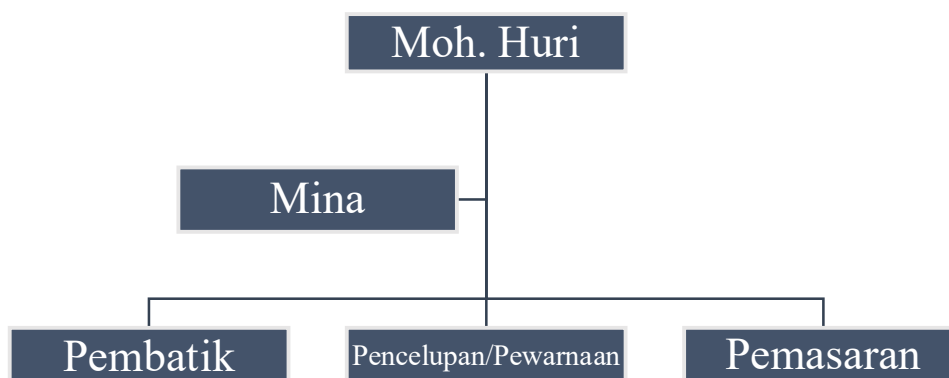 Moh. Huri
Mina
Pembatik
Pencelupan/Pewarnaan
Pemasaran